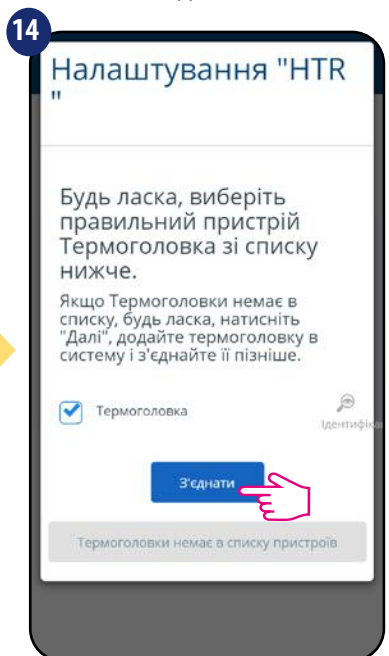 14
Налаштування "HTR
"
Будь ласка, виберіть
правильний пристрій
Термоголовка зі списку
нижче.
Якщо Термоголовки немає в
списку, будь ласка, натисніть
"Далі", додайте термоголовку в
систему і з'єднайте її пізніше.
Термоголовка
Ідентифік
З'єднати
Термоголовки немає в списку пристроїв